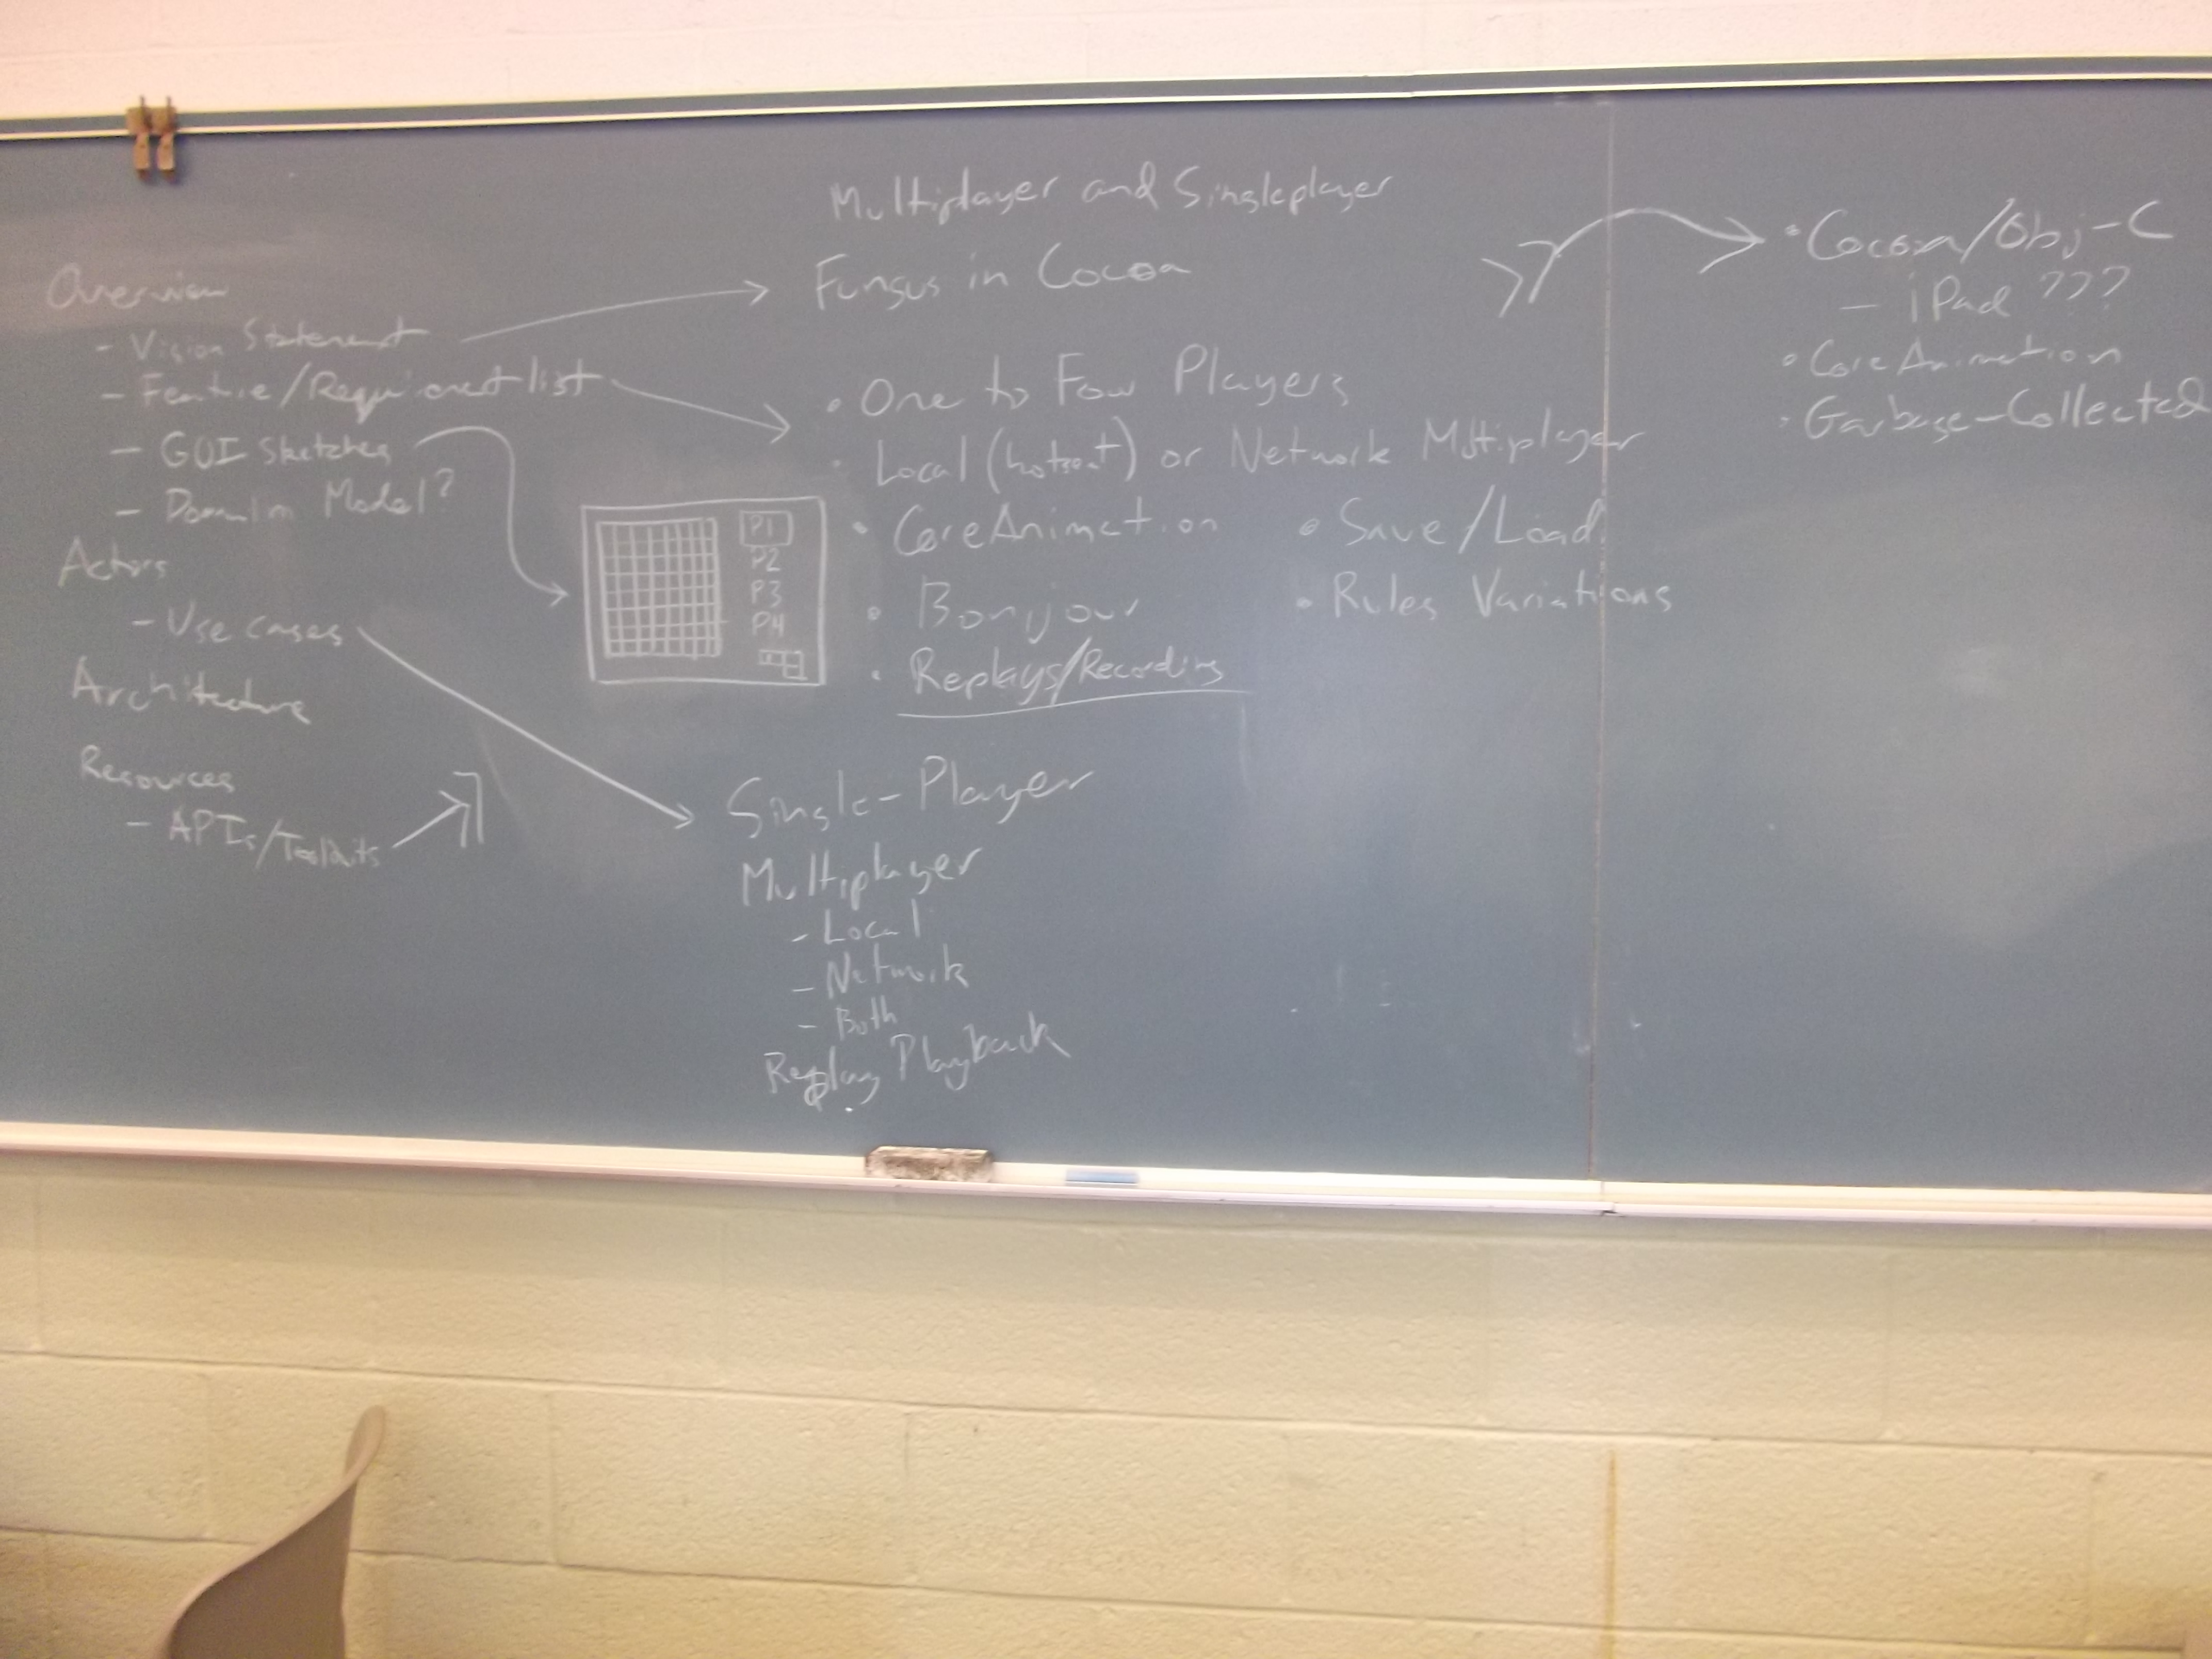 Overview
- Vision Statement
- Feature/Requirement list
- GUI Sketches
- Domain Model?
Actors
- Use cases
Architecture
Resources
- APIs/Toolkits
Multiplayer and Singleplayer
Fungus in Cocoa
• One to Four Players
• Local (hotseat) or Network Multiplayer
• CoreAnimation
• Bonjour
• Replays/Recording
• Save/Load
• Rules Variations
P1
P2
P3
P4
Single-Player
Multiplayer
- Local
- Network
- Both
Replay Playback
• Cocoa/Obj-C
- iPad ???
• CoreAnimation
• Garbage-Collected